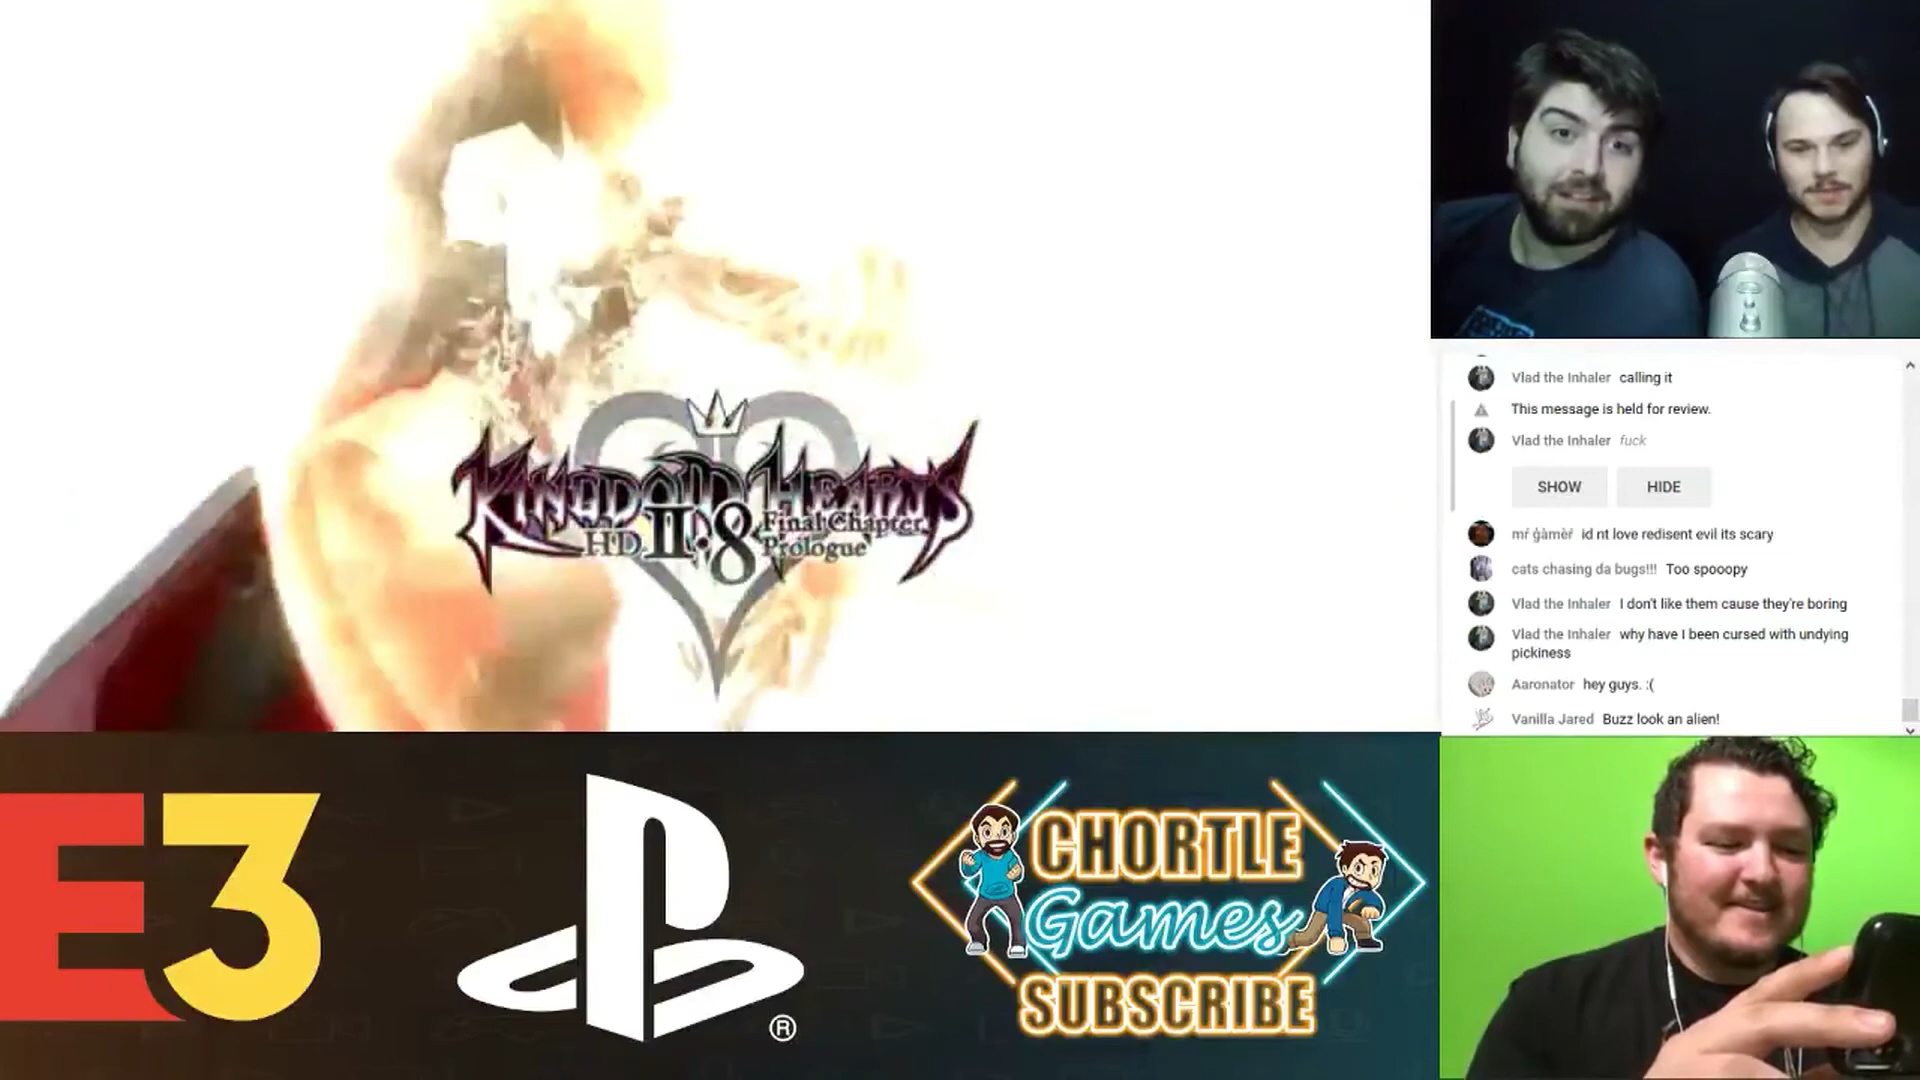 KINGDOM HEARTS
HD II.8 Final Chapter
Prologue
Vlad the Inhaler calling it
This message is held for review.
Vlad the Inhaler fuck
SHOW HIDE
mŕ ģàmèř id nt love redisent evil its scary
cats chasing da bugs!!! Too spooopy
Vlad the Inhaler I don't like them cause they're boring
Vlad the Inhaler why have I been cursed with undying
pickiness
Aaronator hey guys. :(
Vanilla Jared Buzz look an alien!
E3
®
CHORTLE
Games
SUBSCRIBE